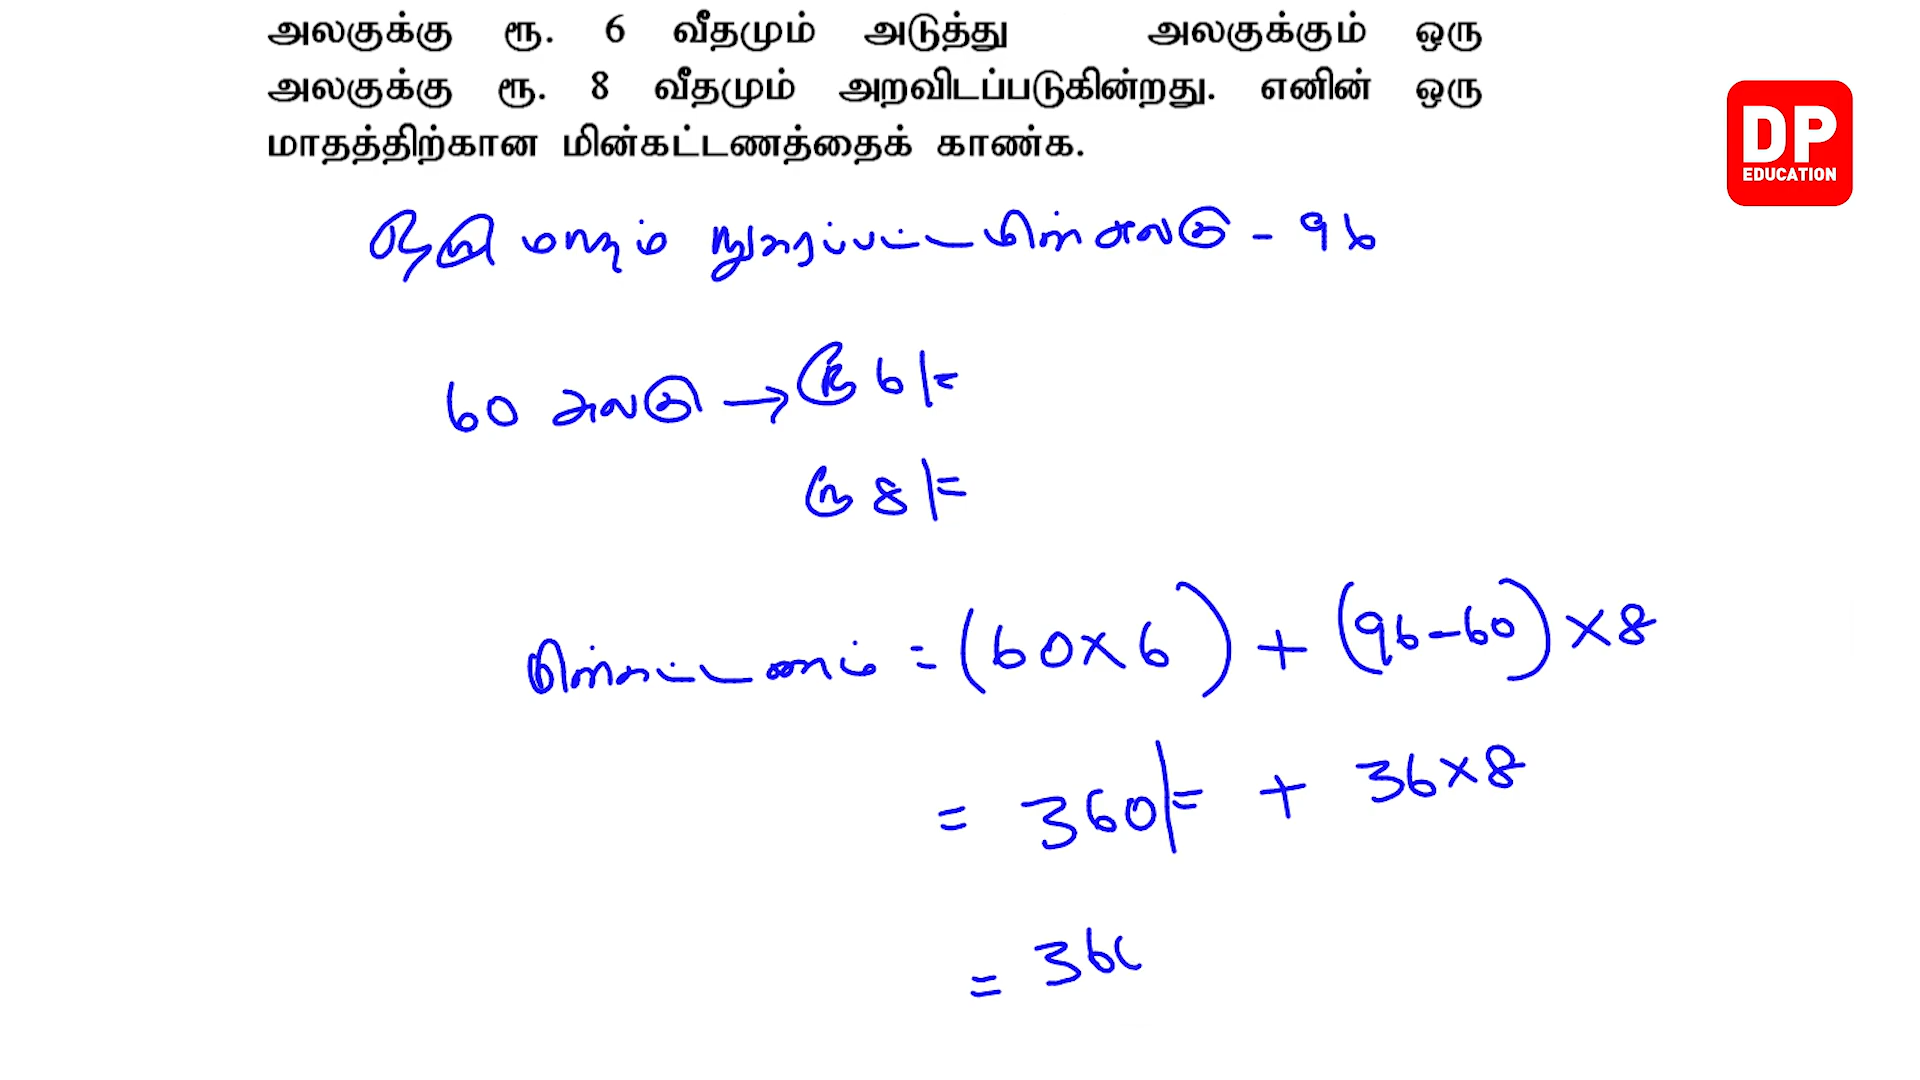 அலகுக்கு ரூ. 6 வீதமும் அடுத்து அலகுக்கும் ஒரு
அலகுக்கு ரூ. 8 வீதமும் அறவிடப்படுகின்றது. எனின் ஒரு
மாதத்திற்கான மின்கட்டணத்தைக் காண்க.
DP
EDUCATION
மாதம் நுகரப்பட்ட மின்அலகு - 96
60 அலகு → ரூ 6/=
ரூ 8/=
மின்கட்டணம் = (60×6) + (96-60)×8
= 360/= + 36×8
= 36